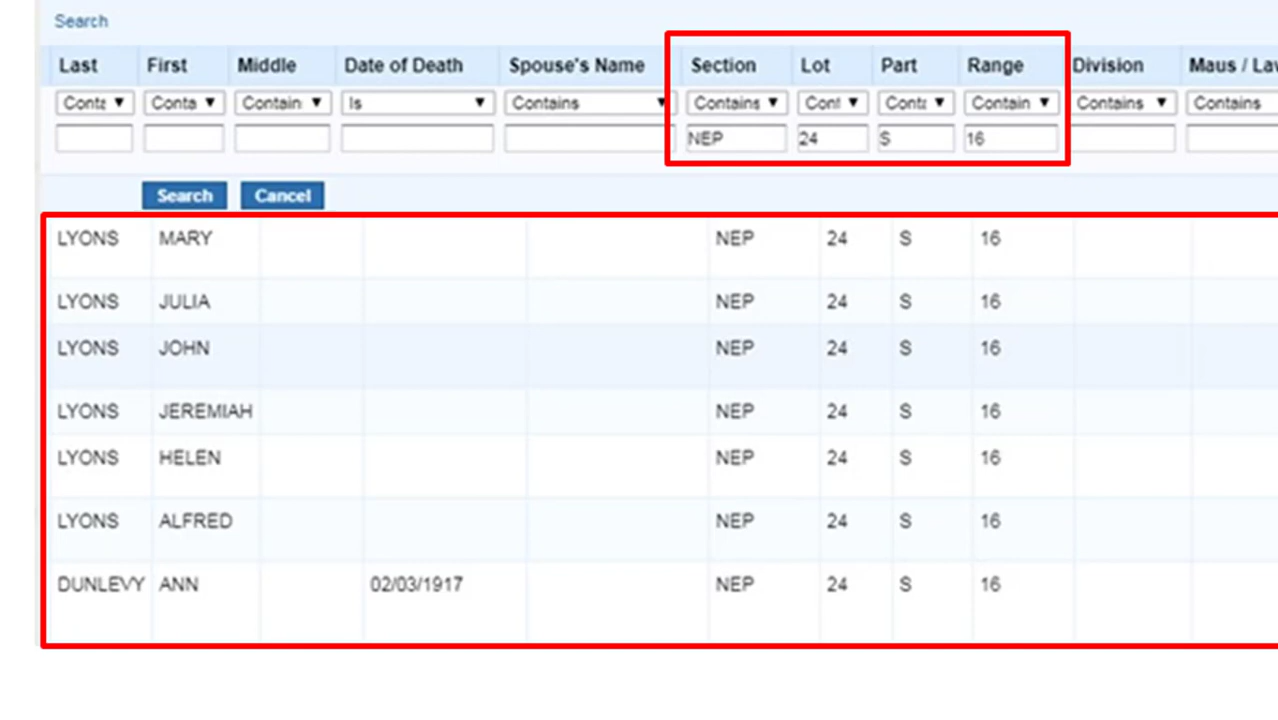 Search
Last First Middle Date of Death Spouse's Name Section Lot Part Range Division
Contains Is Contains Contains Contains Contains
NEP 24 S 16
Search Cancel
LYONS MARY NEP 24 S 16
LYONS JULIA NEP 24 S 16
LYONS JOHN NEP 24 S 16
LYONS JEREMIAH NEP 24 S 16
LYONS HELEN NEP 24 S 16
LYONS ALFRED NEP 24 S 16
DUNLEVY ANN 02/03/1917 NEP 24 S 16